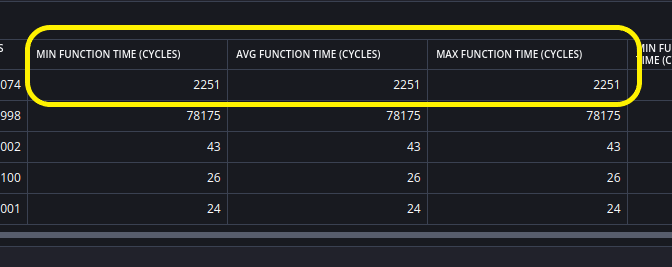 S MIN FUNCTION TIME (CYCLES) AVG FUNCTION TIME (CYCLES) MAX FUNCTION TIME (CYCLES) MIN FU
TIME (C
074 2251 2251 2251
998 78175 78175 78175
002 43 43 43
100 26 26 26
001 24 24 24